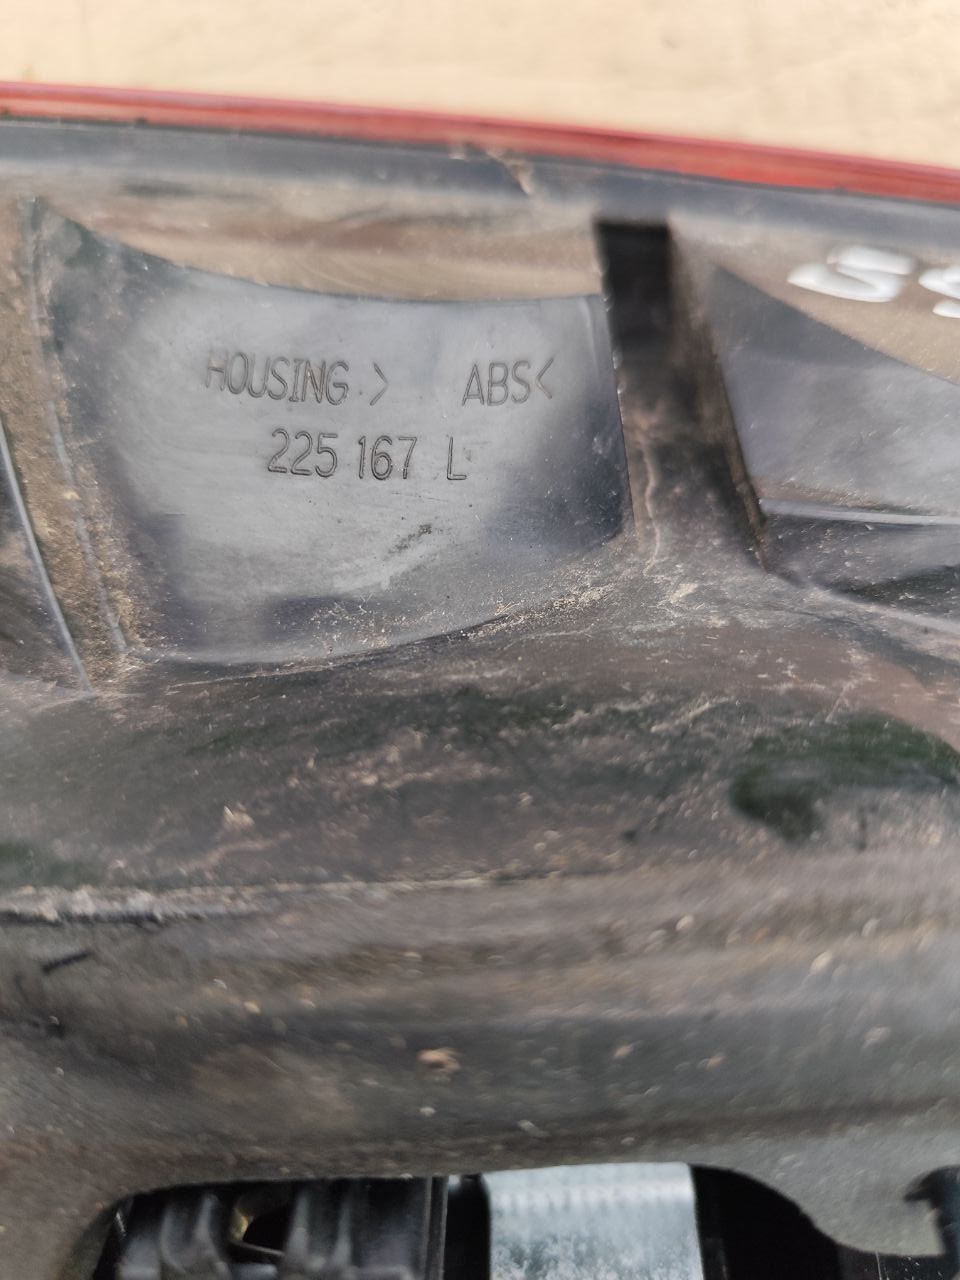 HOUSING > ABS<
225 167 L